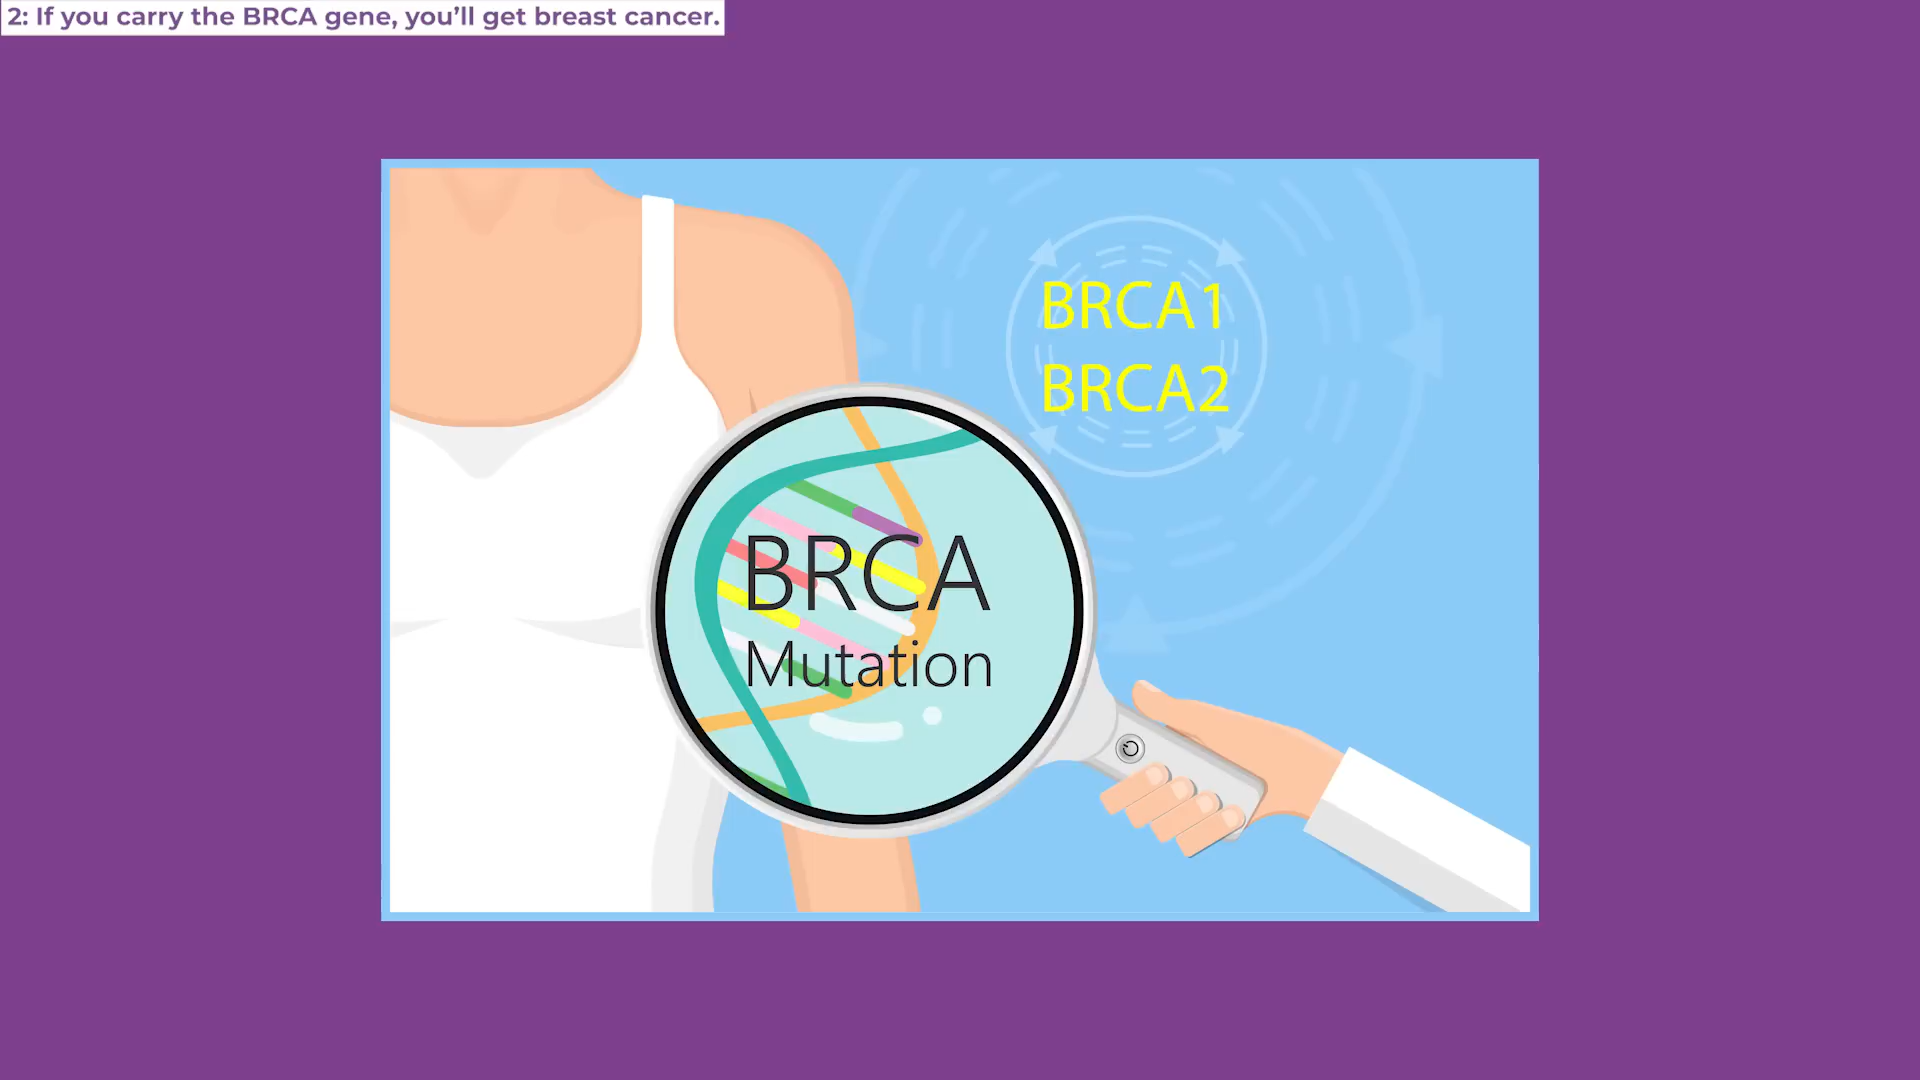 2: If you carry the BRCA gene, you’ll get breast cancer.
BRCA1
BRCA2
BRCA
Mutation